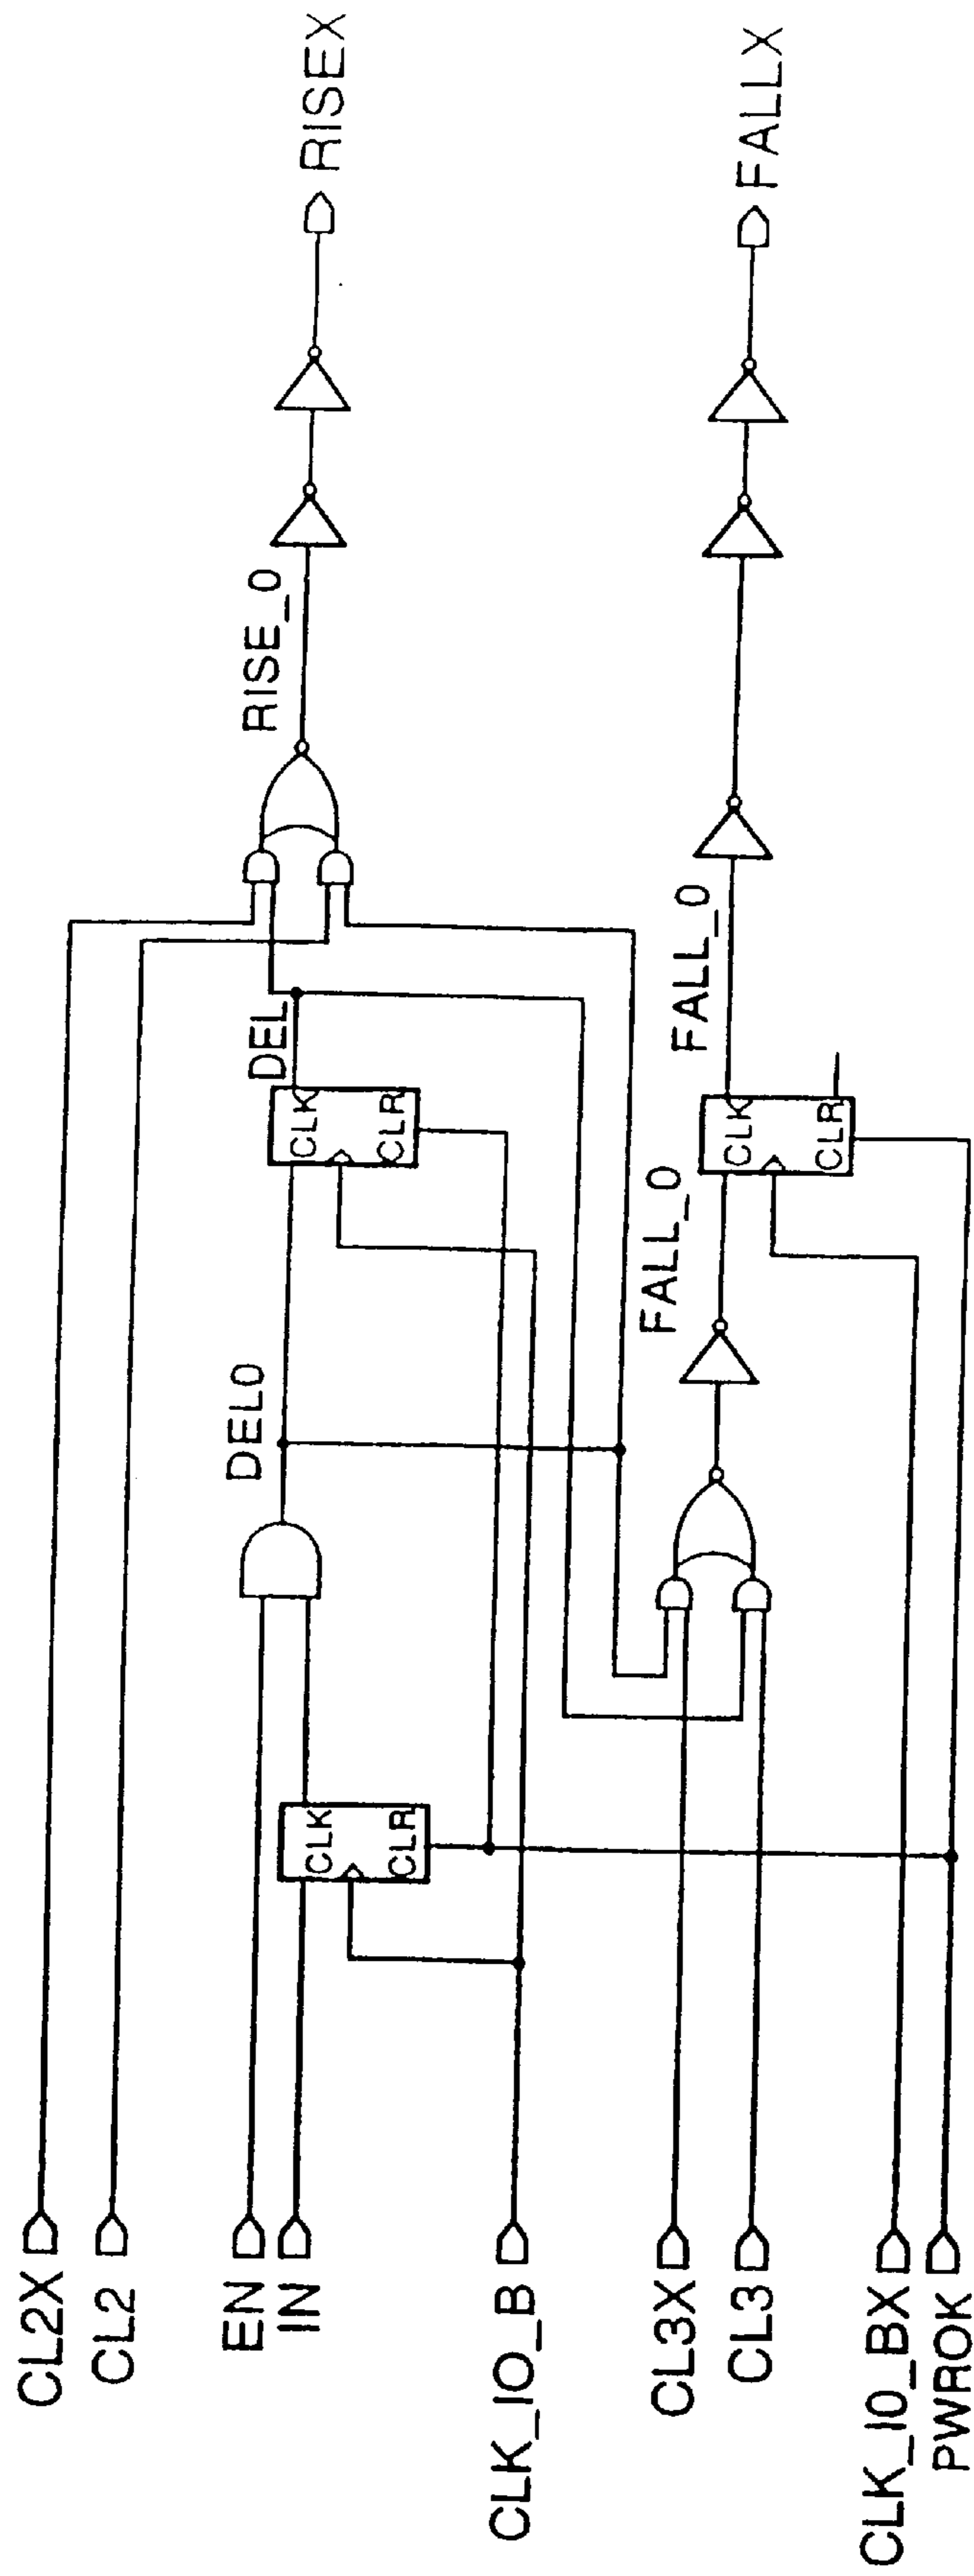 CL2X
CL2
EN
IN
CLK_IO_B
CL3X
CL3
CLK_I0_BX
PWROK
CLK
CLR
DEL0
CLK
CLR
DEL
RISE_0
RISEX
FALL_0
CLK
CLR
FALL_0
FALLX